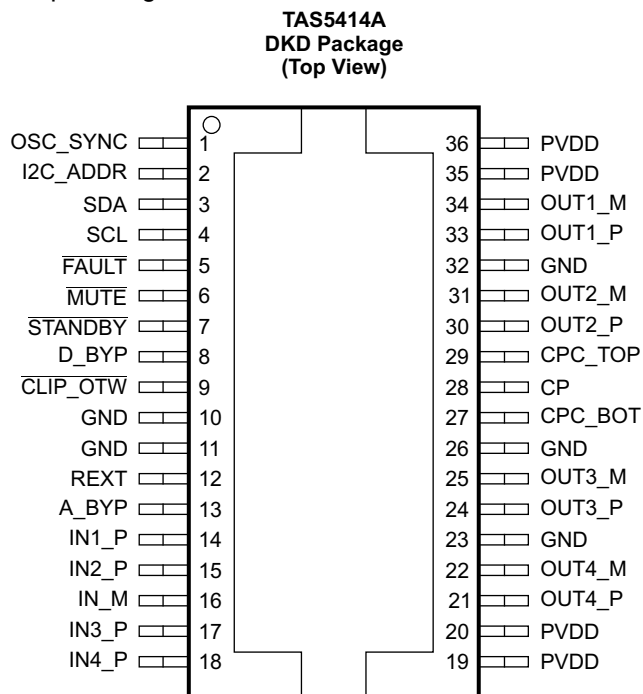 TAS5414A
DKD Package
(Top View)
OSC_SYNC 1 36 PVDD
I2C_ADDR 2 35 PVDD
SDA 3 34 OUT1_M
SCL 4 33 OUT1_P
FAULT 5 32 GND
MUTE 6 31 OUT2_M
STANDBY 7 30 OUT2_P
D_BYP 8 29 CPC_TOP
CLIP_OTW 9 28 CP
GND 10 27 CPC_BOT
GND 11 26 GND
REXT 12 25 OUT3_M
A_BYP 13 24 OUT3_P
IN1_P 14 23 GND
IN2_P 15 22 OUT4_M
IN_M 16 21 OUT4_P
IN3_P 17 20 PVDD
IN4_P 18 19 PVDD